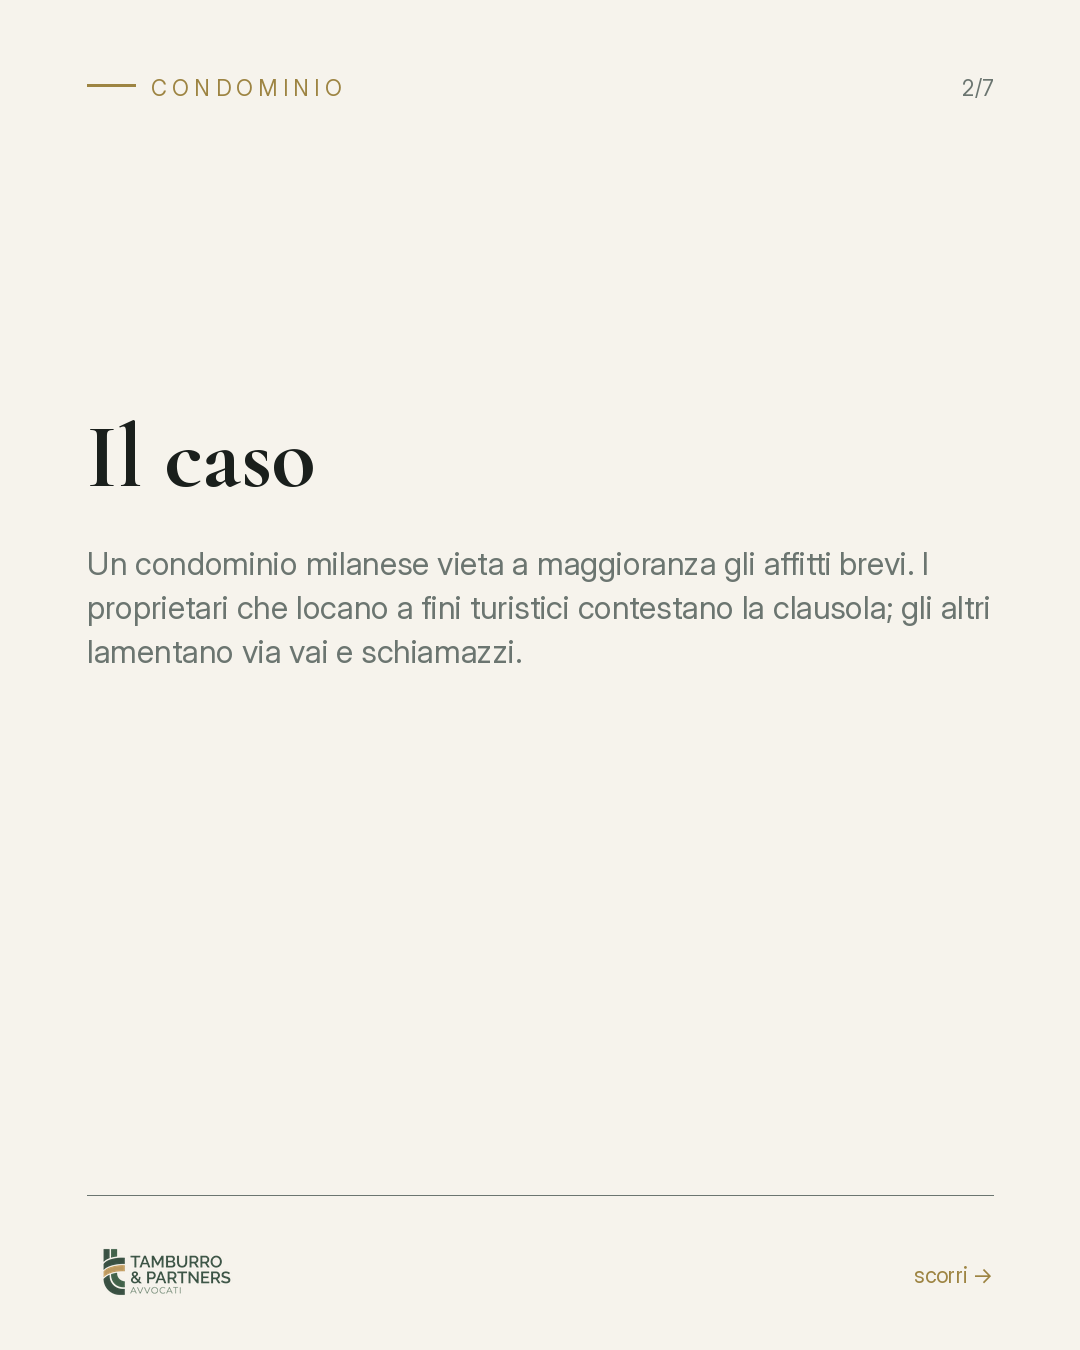 CONDOMINIO
2/7
Il caso
Un condominio milanese vieta a maggioranza gli affitti brevi. I
proprietari che locano a fini turistici contestano la clausola; gli altri
lamentano via vai e schiamazzi.
TAMBURRO
& PARTNERS
AVVOCATI
scorri →